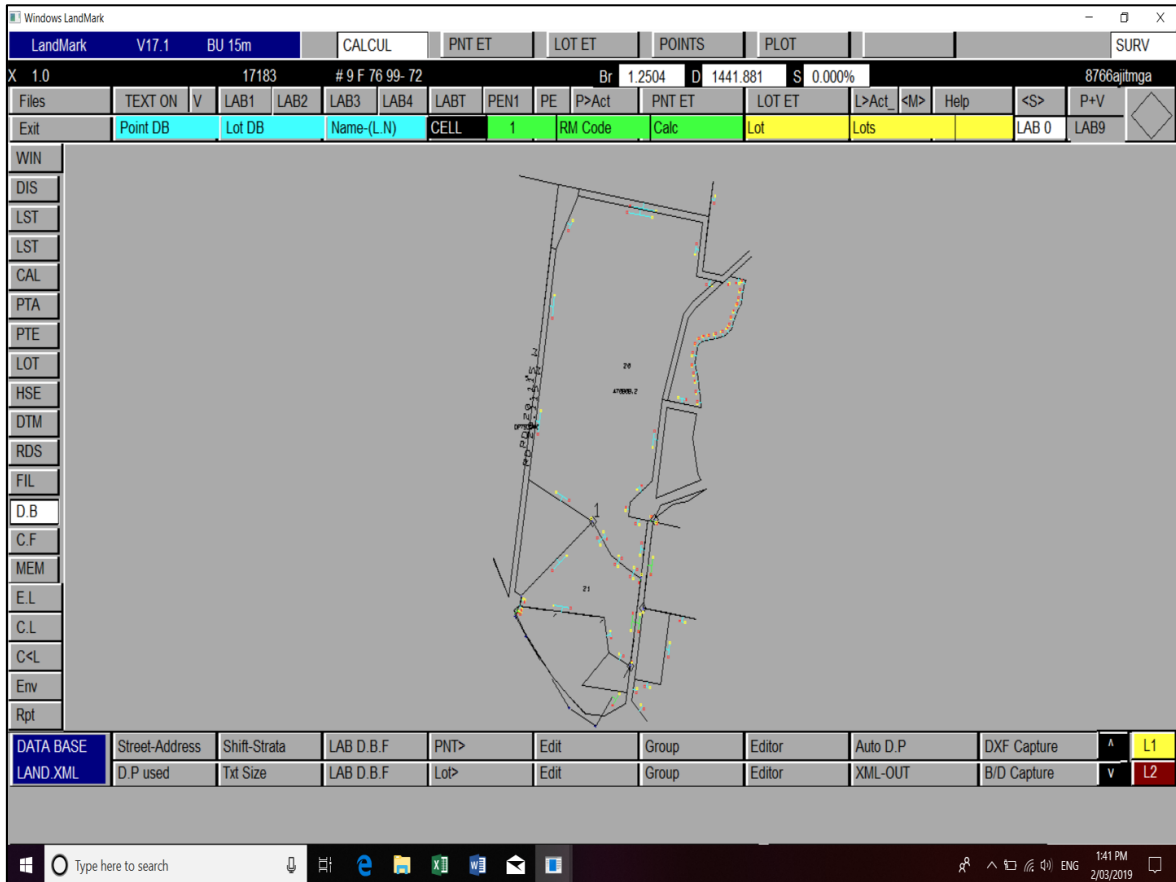 Windows LandMark
LandMark V17.1 BU 15m CALCUL PNT ET LOT ET POINTS PLOT SURV
X 1.0 17183 # 9 F 76 99- 72 Br 1.2504 D 1441.881 S 0.000% 8766ajitmga
Files TEXT ON V LAB1 LAB2 LAB3 LAB4 LABT PEN1 PE P>Act PNT ET LOT ET L>Act_ <M> Help <S> P+V
Exit Point DB Lot DB Name-(L.N) CELL 1 RM Code Calc Lot Lots LAB 0 LAB9
WIN
DIS
LST
LST
CAL
PTA
PTE
LOT
HSE
DTM
RDS
FIL
D.B
C.F
MEM
E.L
C.L
C<L
Env
Rpt
20
1
21
DATA BASE Street-Address Shift-Strata LAB D.B.F PNT> Edit Group Editor Auto D.P DXF Capture ^ L1
LAND.XML D.P used Txt Size LAB D.B.F Lot> Edit Group Editor XML-OUT B/D Capture v L2
Type here to search ENG 1:41 PM
2/03/2019